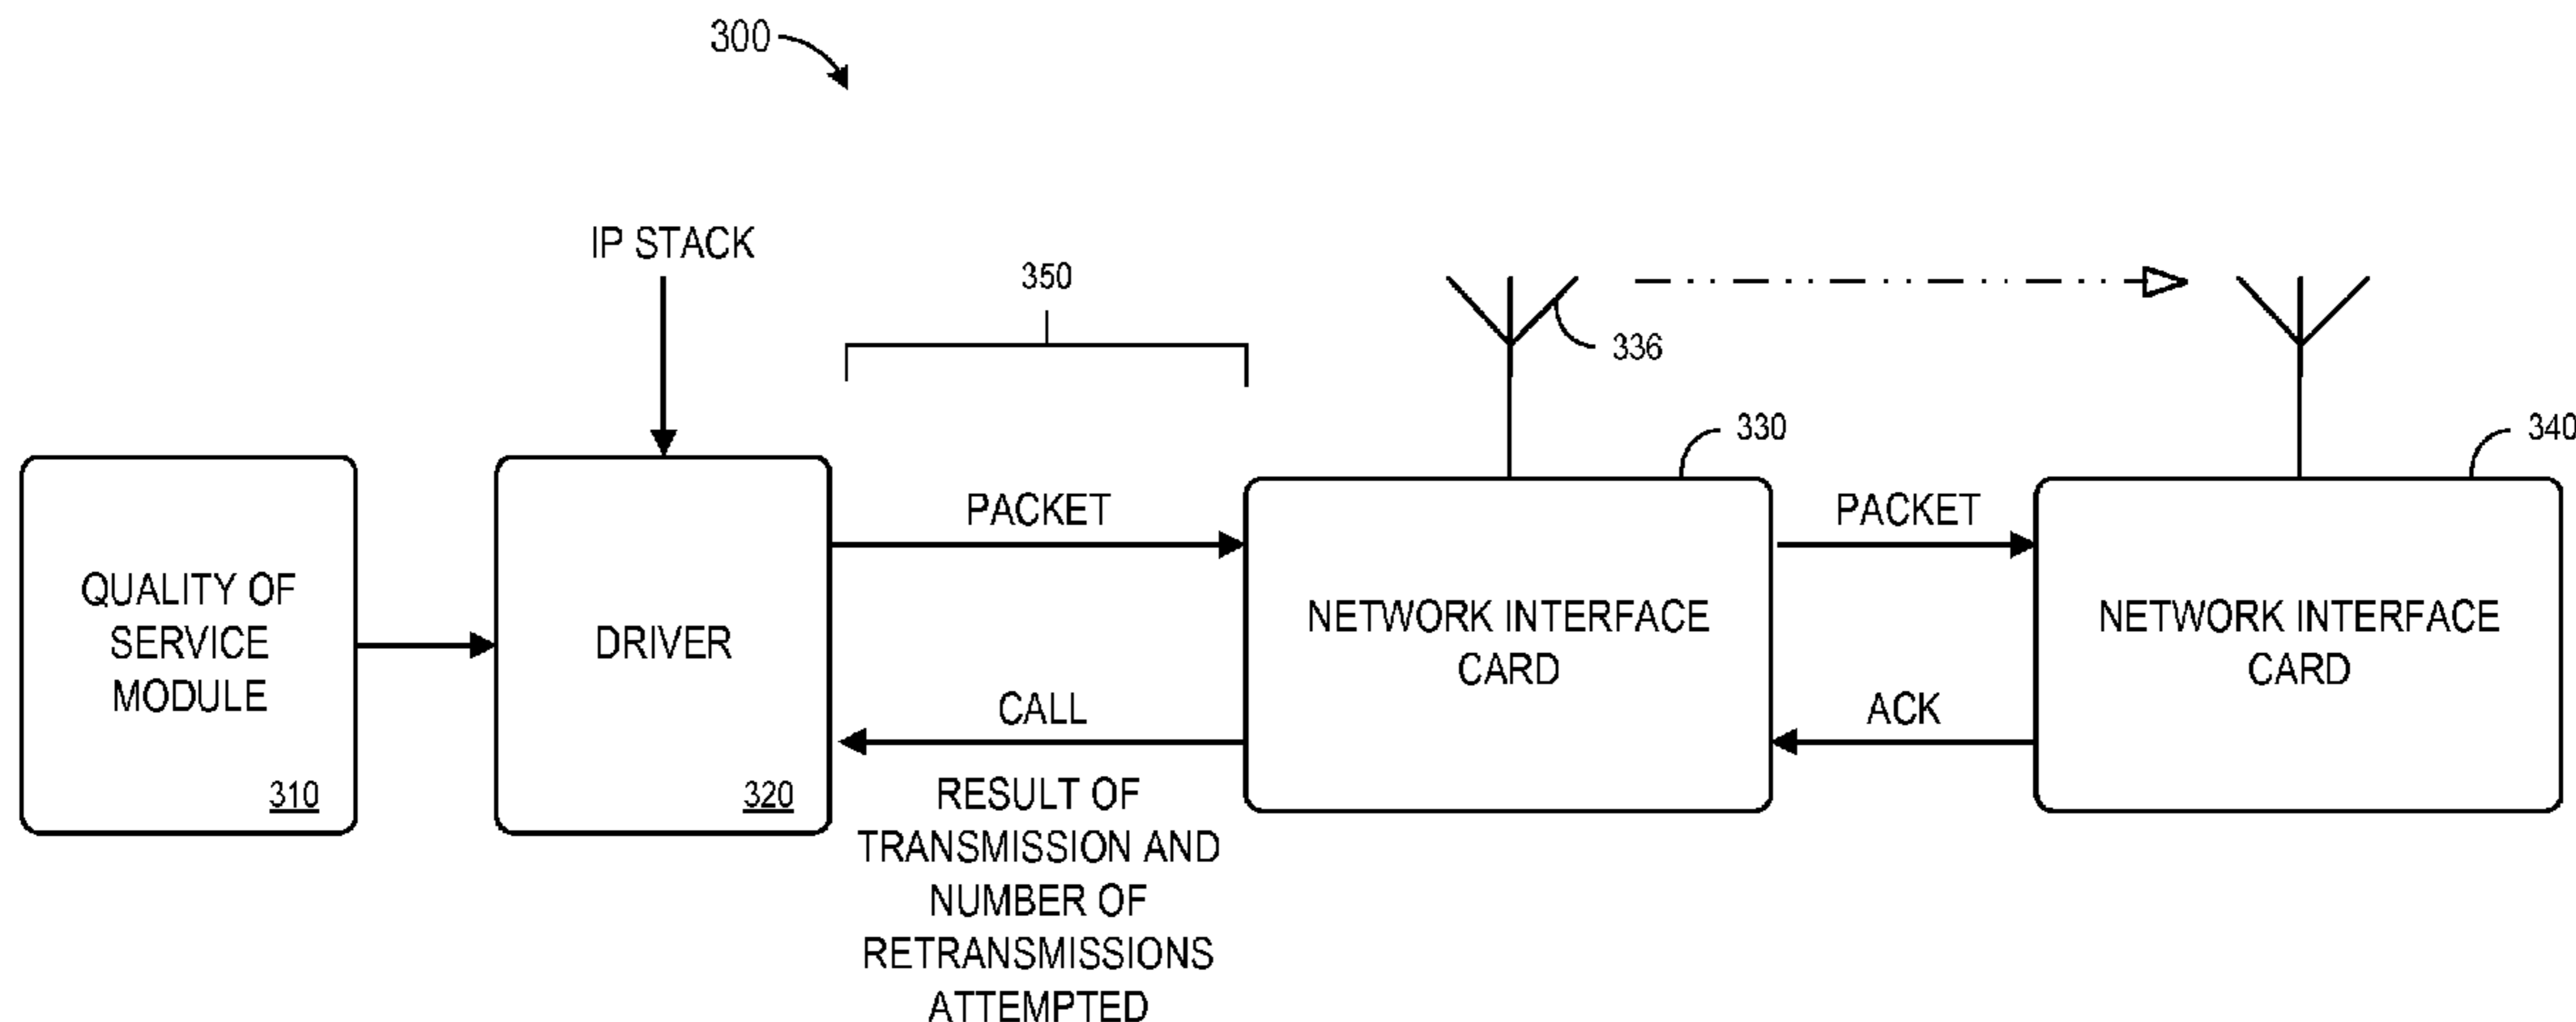 300
IP STACK
350
336
330
340
QUALITY OF
SERVICE
MODULE
310
DRIVER
320
PACKET
CALL
RESULT OF
TRANSMISSION AND
NUMBER OF
RETRANSMISSIONS
ATTEMPTED
NETWORK INTERFACE
CARD
PACKET
ACK
NETWORK INTERFACE
CARD